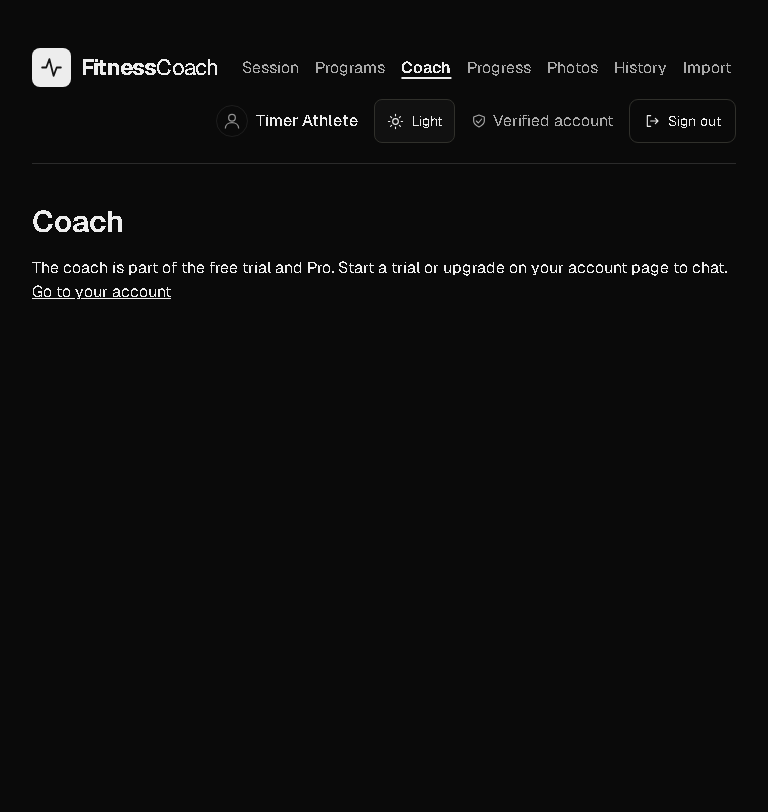 FitnessCoach Session Programs Coach Progress Photos History Import
Timer Athlete Light Verified account Sign out
Coach
The coach is part of the free trial and Pro. Start a trial or upgrade on your account page to chat.
Go to your account